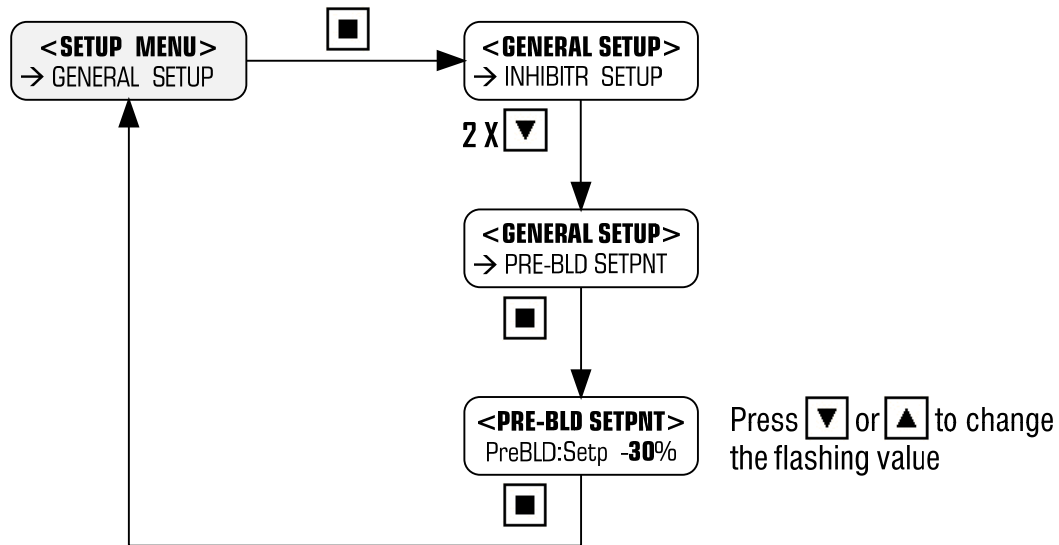 <SETUP MENU>
→ GENERAL SETUP
<GENERAL SETUP>
→ INHIBITR SETUP
2 X ▼
<GENERAL SETUP>
→ PRE-BLD SETPNT
<PRE-BLD SETPNT>
PreBLD:Setp -30%
Press ▼ or ▲ to change
the flashing value